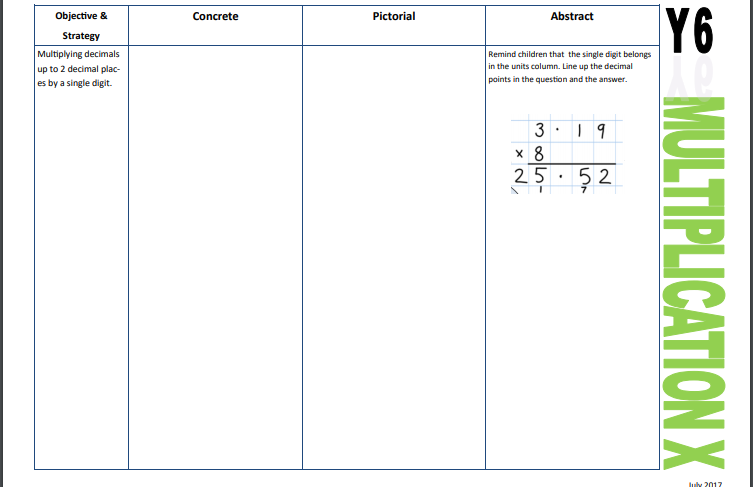 Objective &
Strategy
Concrete
Pictorial
Abstract
Multiplying decimals
up to 2 decimal plac-
es by a single digit.
Remind children that the single digit belongs
in the units column. Line up the decimal
points in the question and the answer.
3 · 1 9
× 8
2 5 · 5 2
1 7
Y6
MULTIPLICATION X
July 2017